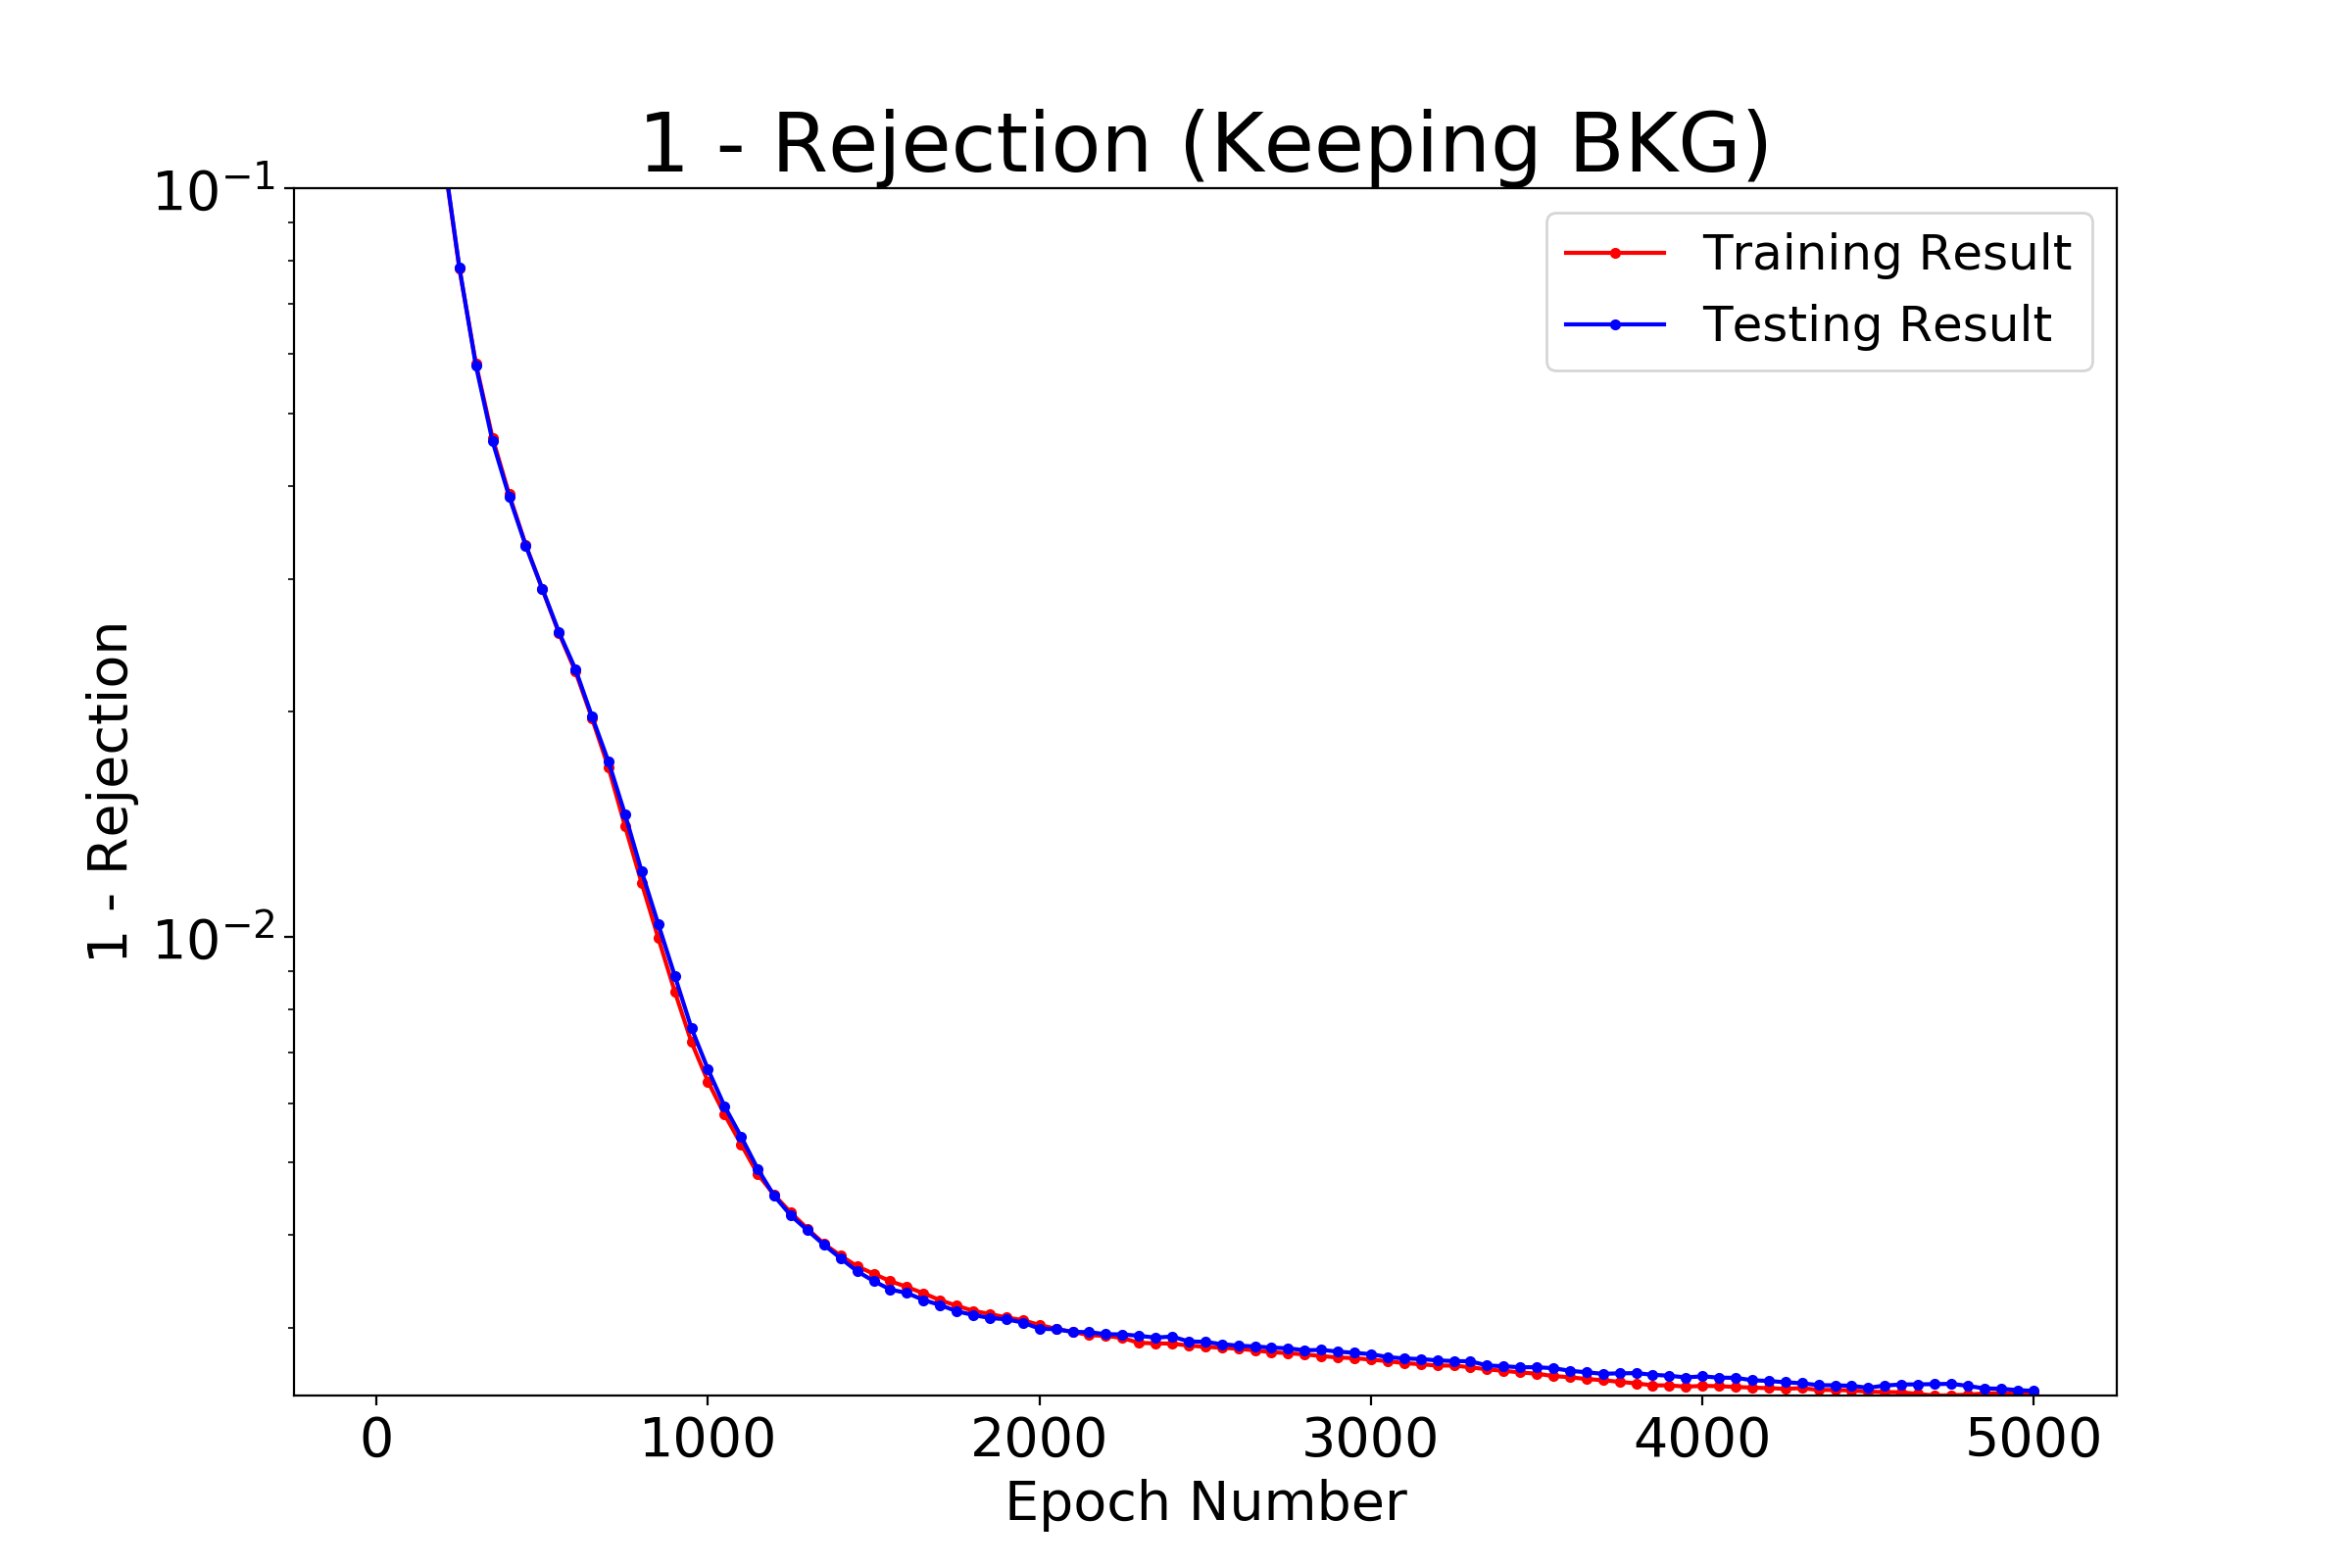 1 - Rejection (Keeping BKG)
10⁻¹
Training Result
Testing Result
1 - Rejection
10⁻²
0 1000 2000 3000 4000 5000
Epoch Number